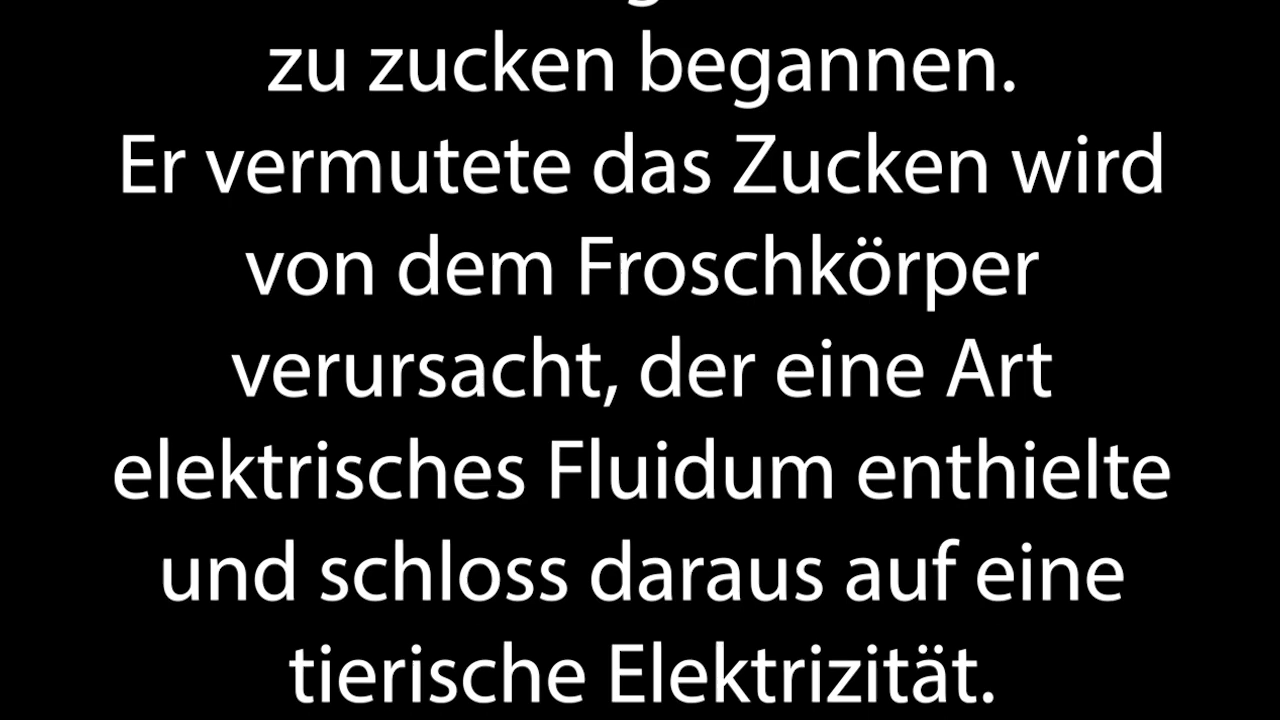 zu zucken begannen.
Er vermutete das Zucken wird
von dem Froschkörper
verursacht, der eine Art
elektrisches Fluidum enthielte
und schloss daraus auf eine
tierische Elektrizität.